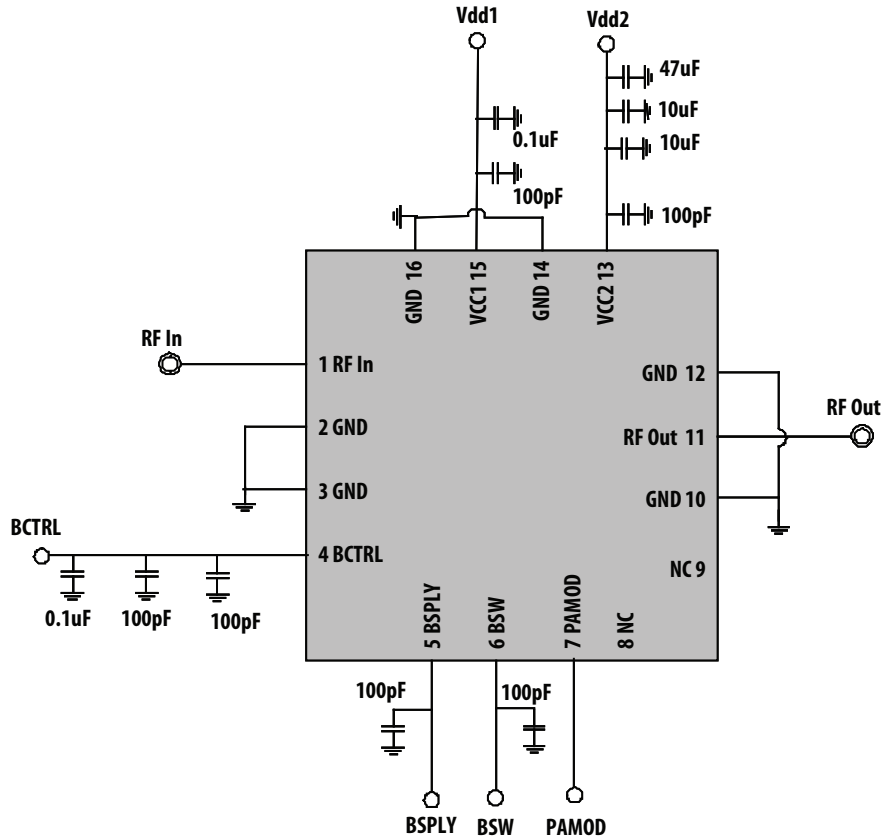 Vdd1
Vdd2
47uF
10uF
0.1uF
10uF
100pF
100pF
GND 16
VCC1 15
GND 14
VCC2 13
RF In
1 RF In
GND 12
RF Out
2 GND
RF Out 11
3 GND
GND 10
BCTRL
4 BCTRL
NC 9
0.1uF
100pF
100pF
5 BSPLY
6 BSW
7 PAMOD
8 NC
100pF
100pF
BSPLY
BSW
PAMOD